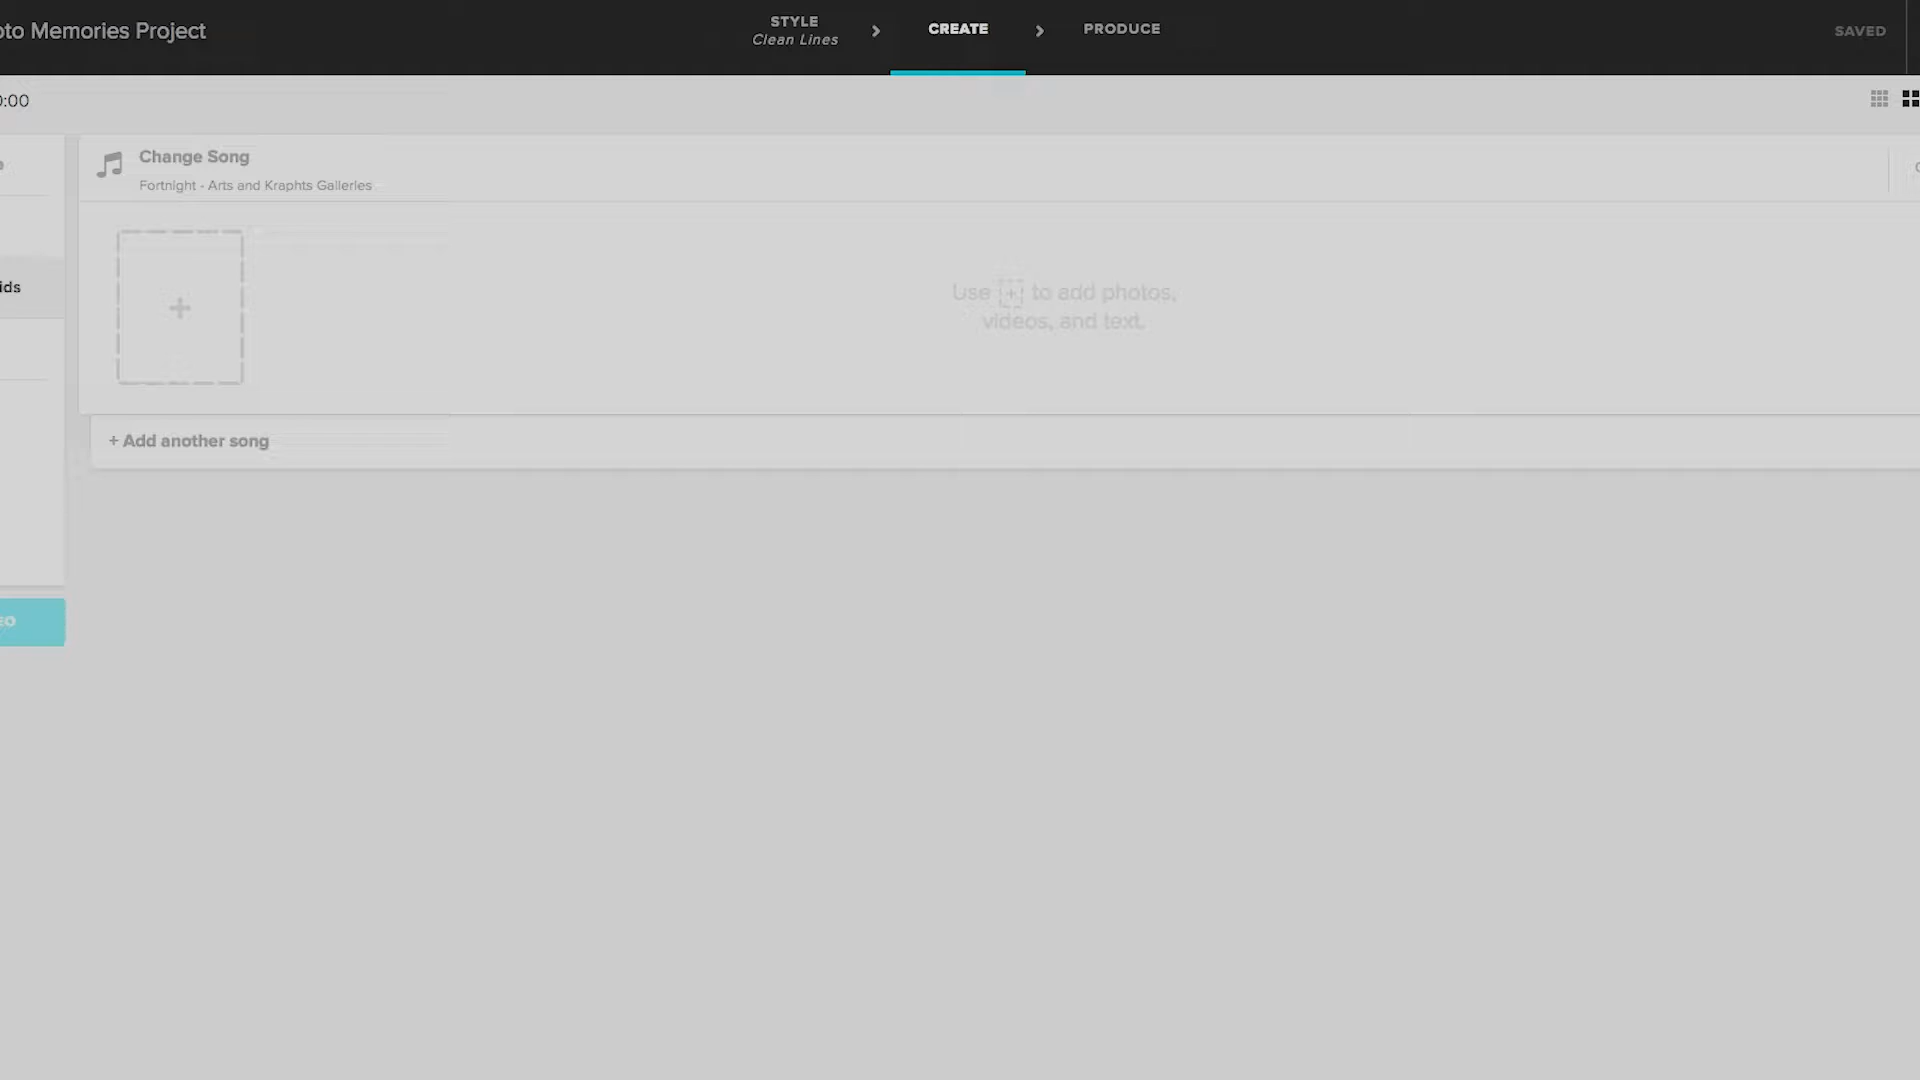 oto Memories Project
STYLE
Clean Lines
CREATE
PRODUCE
SAVED
0:00
Change Song
Fortnight - Arts and Kraphts Galleries
ids
Use + to add photos,
videos, and text.
+ Add another song
EO